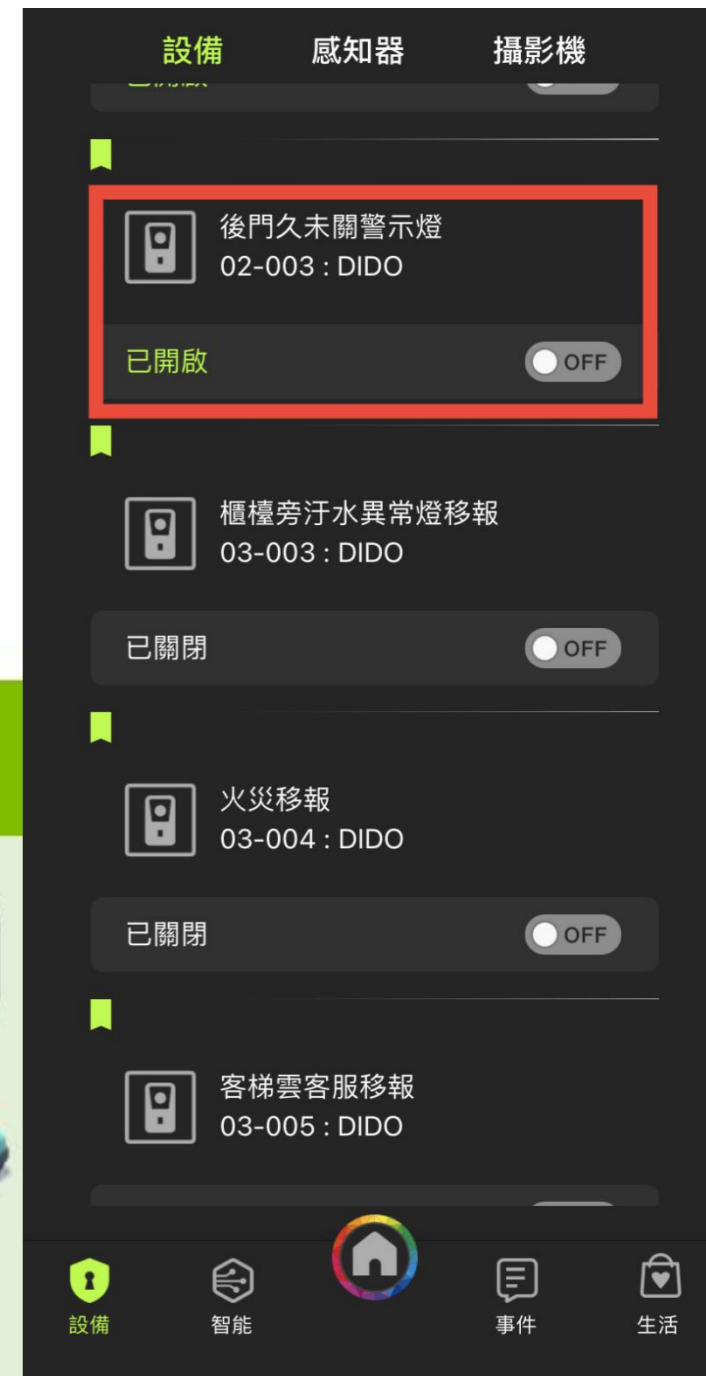 設備
感知器
攝影機
已開啟
後門久未關警示燈
02-003 : DIDO
已開啟
OFF
櫃檯旁汙水異常燈移報
03-003 : DIDO
已關閉
OFF
火災移報
03-004 : DIDO
已關閉
OFF
客梯雲客服移報
03-005 : DIDO
設備
智能
事件
生活